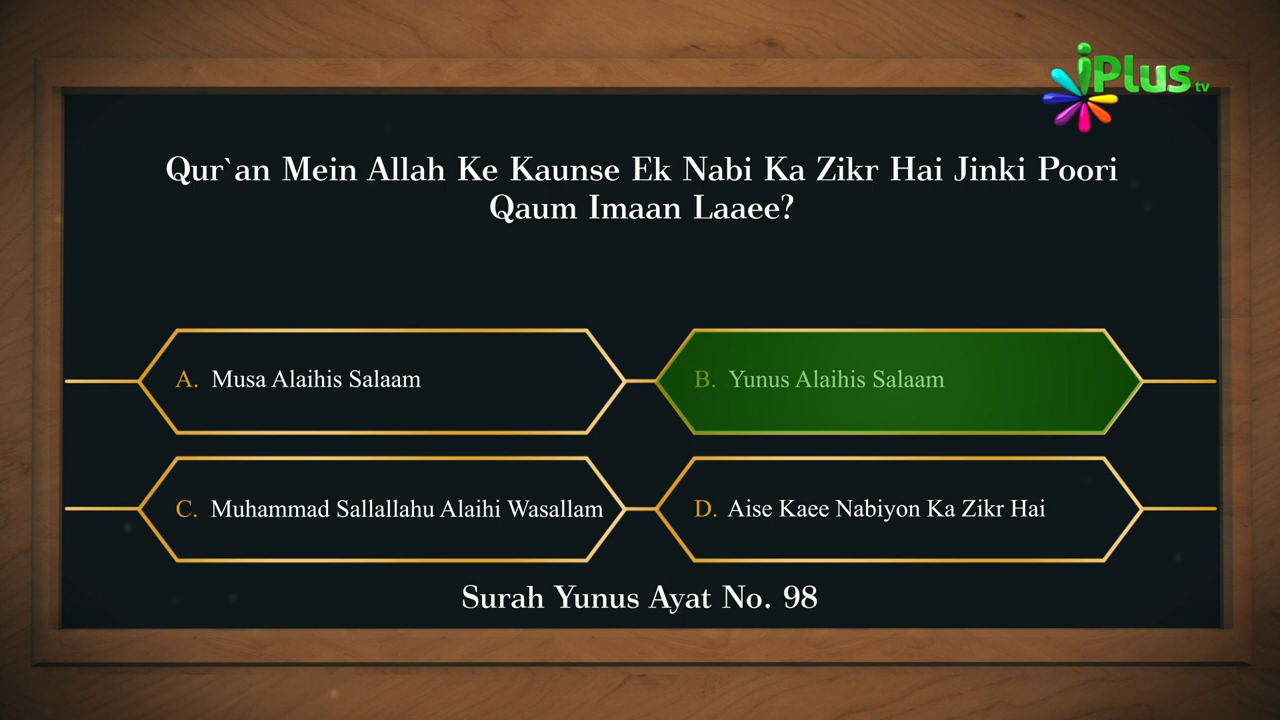 iPlus tv
Qur`an Mein Allah Ke Kaunse Ek Nabi Ka Zikr Hai Jinki Poori
Qaum Imaan Laaee?
A. Musa Alaihis Salaam
B. Yunus Alaihis Salaam
C. Muhammad Sallallahu Alaihi Wasallam
D. Aise Kaee Nabiyon Ka Zikr Hai
Surah Yunus Ayat No. 98